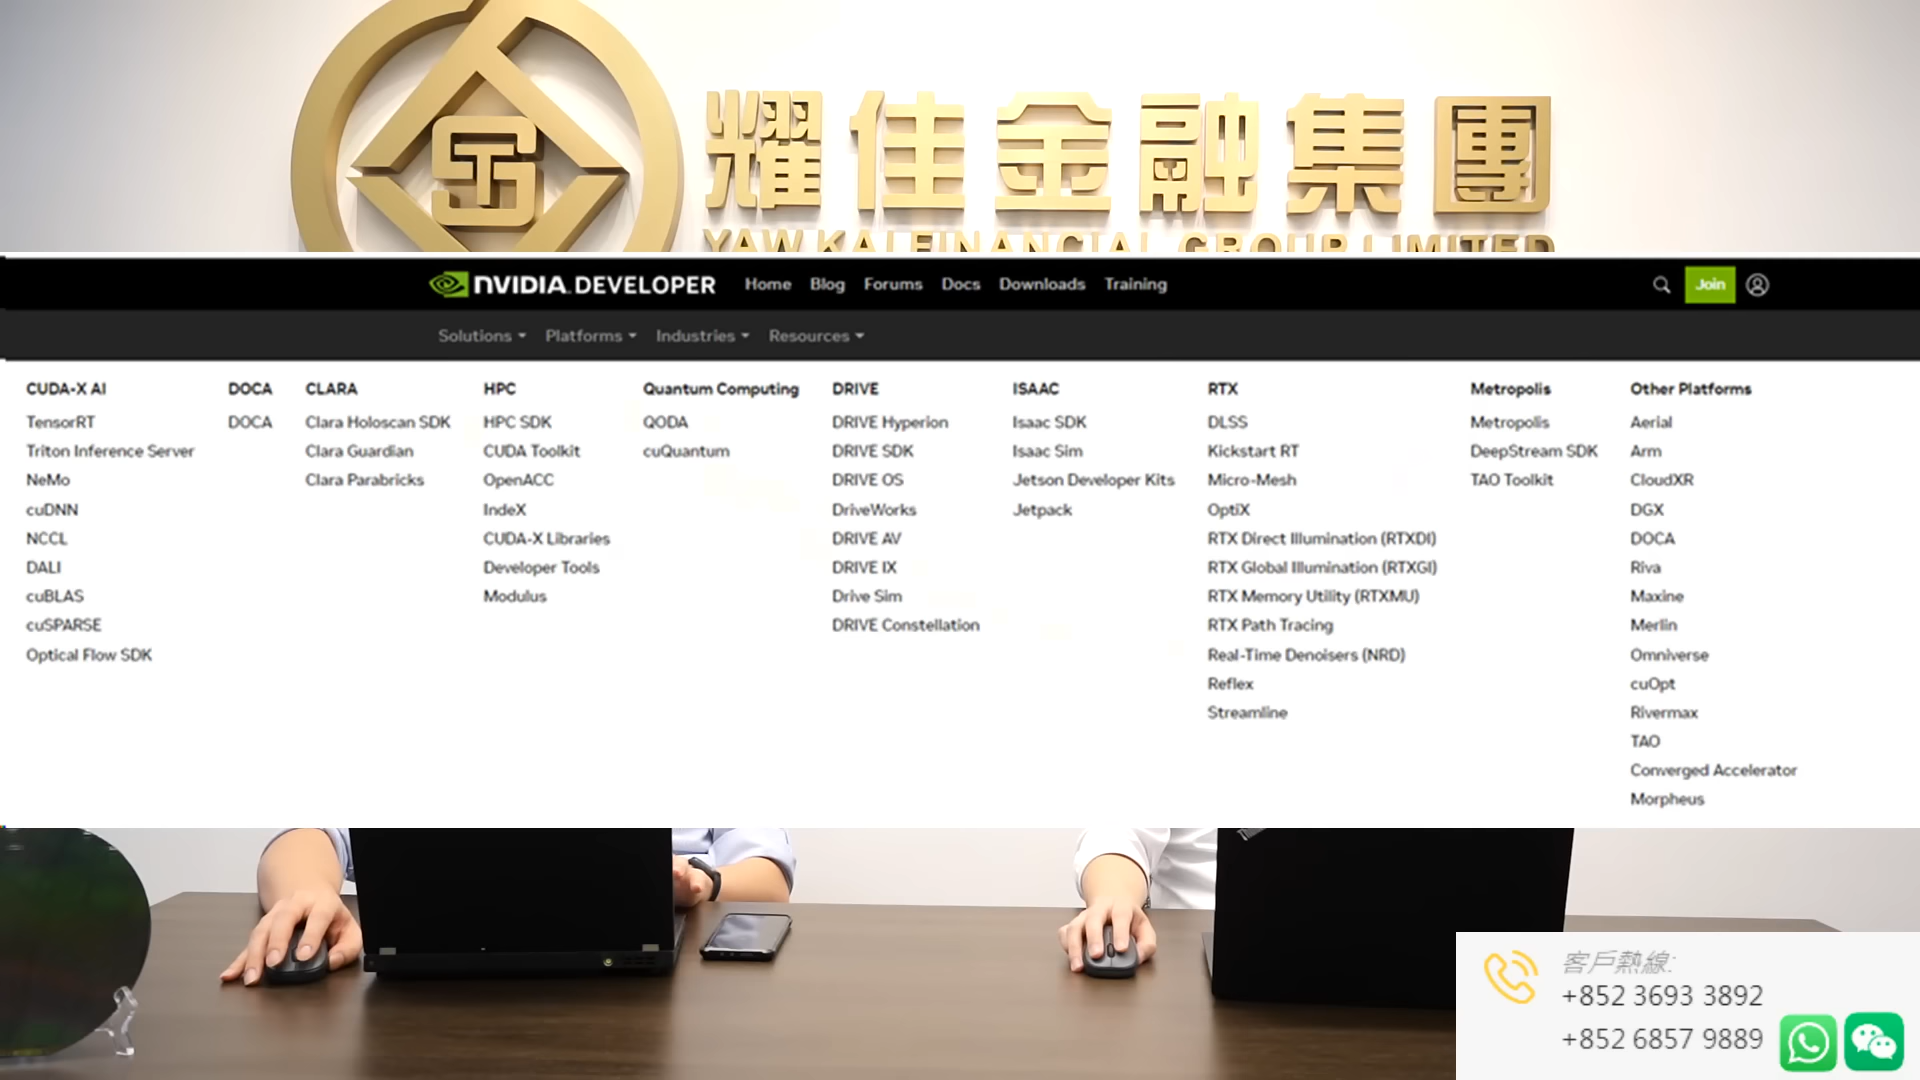 STG
耀佳金融集團
YAW KAI FINANCIAL GROUP LIMITED
NVIDIA. DEVELOPER Home Blog Forums Docs Downloads Training Join
Solutions Platforms Industries Resources
CUDA-X AI
TensorRT
Triton Inference Server
NeMo
cuDNN
NCCL
DALI
cuBLAS
cuSPARSE
Optical Flow SDK
DOCA
DOCA
CLARA
Clara Holoscan SDK
Clara Guardian
Clara Parabricks
HPC
HPC SDK
CUDA Toolkit
OpenACC
IndeX
CUDA-X Libraries
Developer Tools
Modulus
Quantum Computing
QODA
cuQuantum
DRIVE
DRIVE Hyperion
DRIVE SDK
DRIVE OS
DriveWorks
DRIVE AV
DRIVE IX
Drive Sim
DRIVE Constellation
ISAAC
Isaac SDK
Isaac Sim
Jetson Developer Kits
Jetpack
RTX
DLSS
Kickstart RT
Micro-Mesh
OptiX
RTX Direct Illumination (RTXDI)
RTX Global Illumination (RTXGI)
RTX Memory Utility (RTXMU)
RTX Path Tracing
Real-Time Denoisers (NRD)
Reflex
Streamline
Metropolis
Metropolis
DeepStream SDK
TAO Toolkit
Other Platforms
Aerial
Arm
CloudXR
DGX
DOCA
Riva
Maxine
Merlin
Omniverse
cuOpt
Rivermax
TAO
Converged Accelerator
Morpheus
客戶熱線:
+852 3693 3892
+852 6857 9889